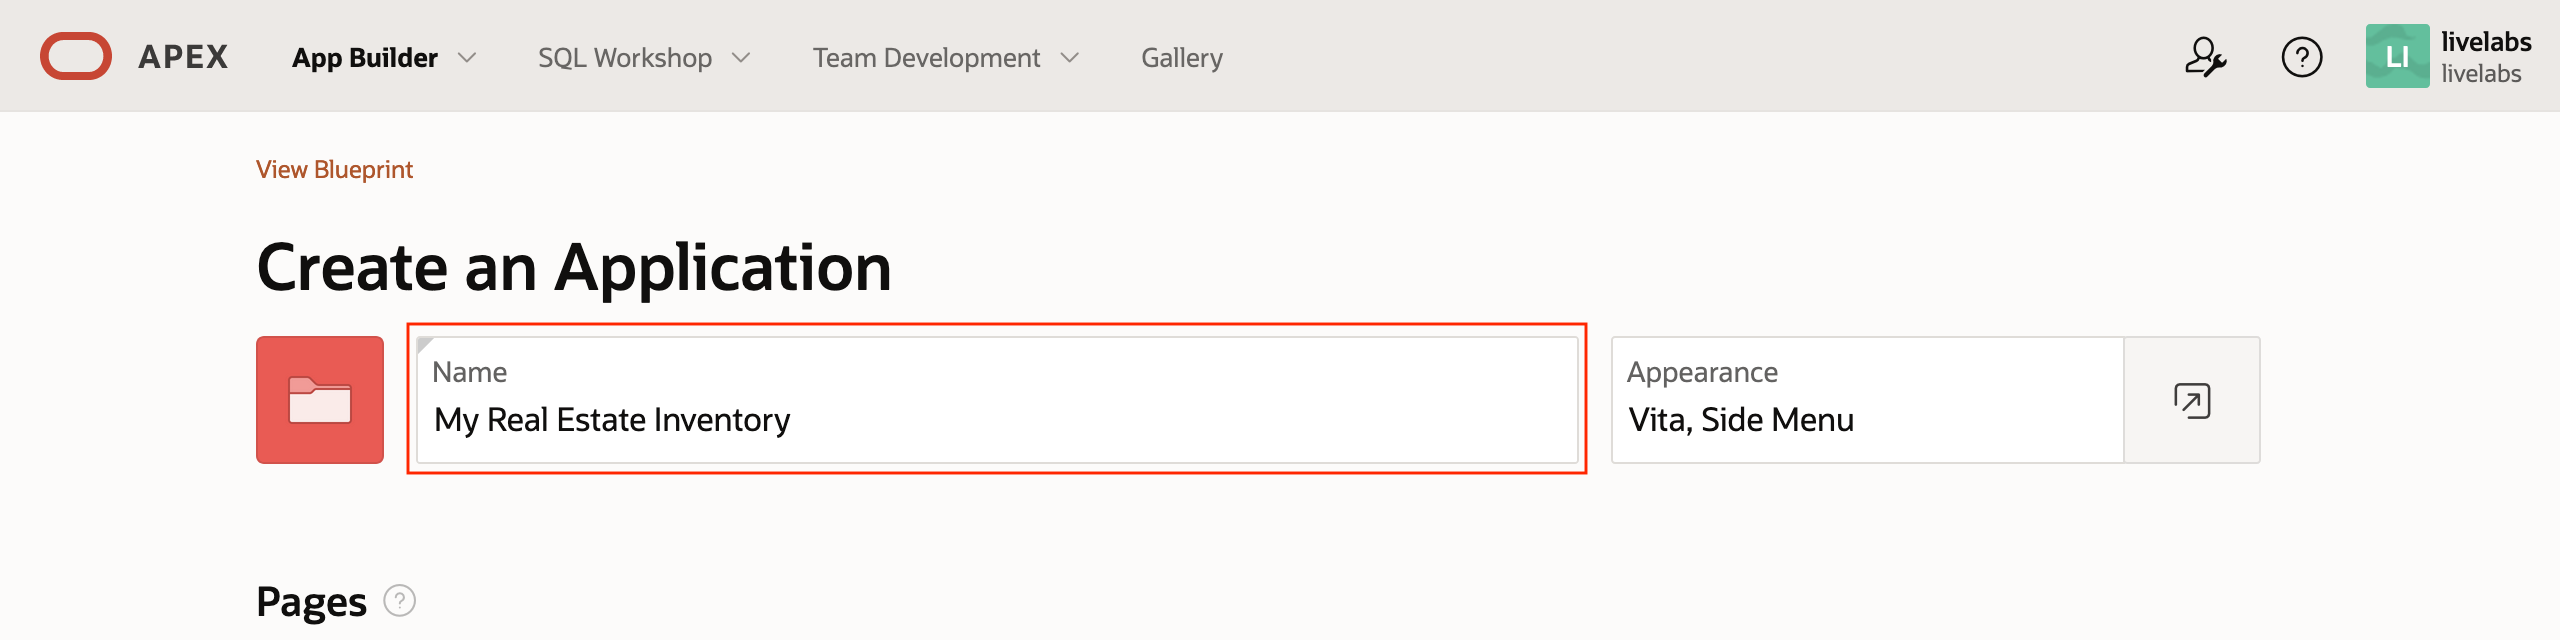 APEX App Builder SQL Workshop Team Development Gallery ? LI livelabs
livelabs
View Blueprint
Create an Application
Name
My Real Estate Inventory
Appearance
Vita, Side Menu
Pages ?